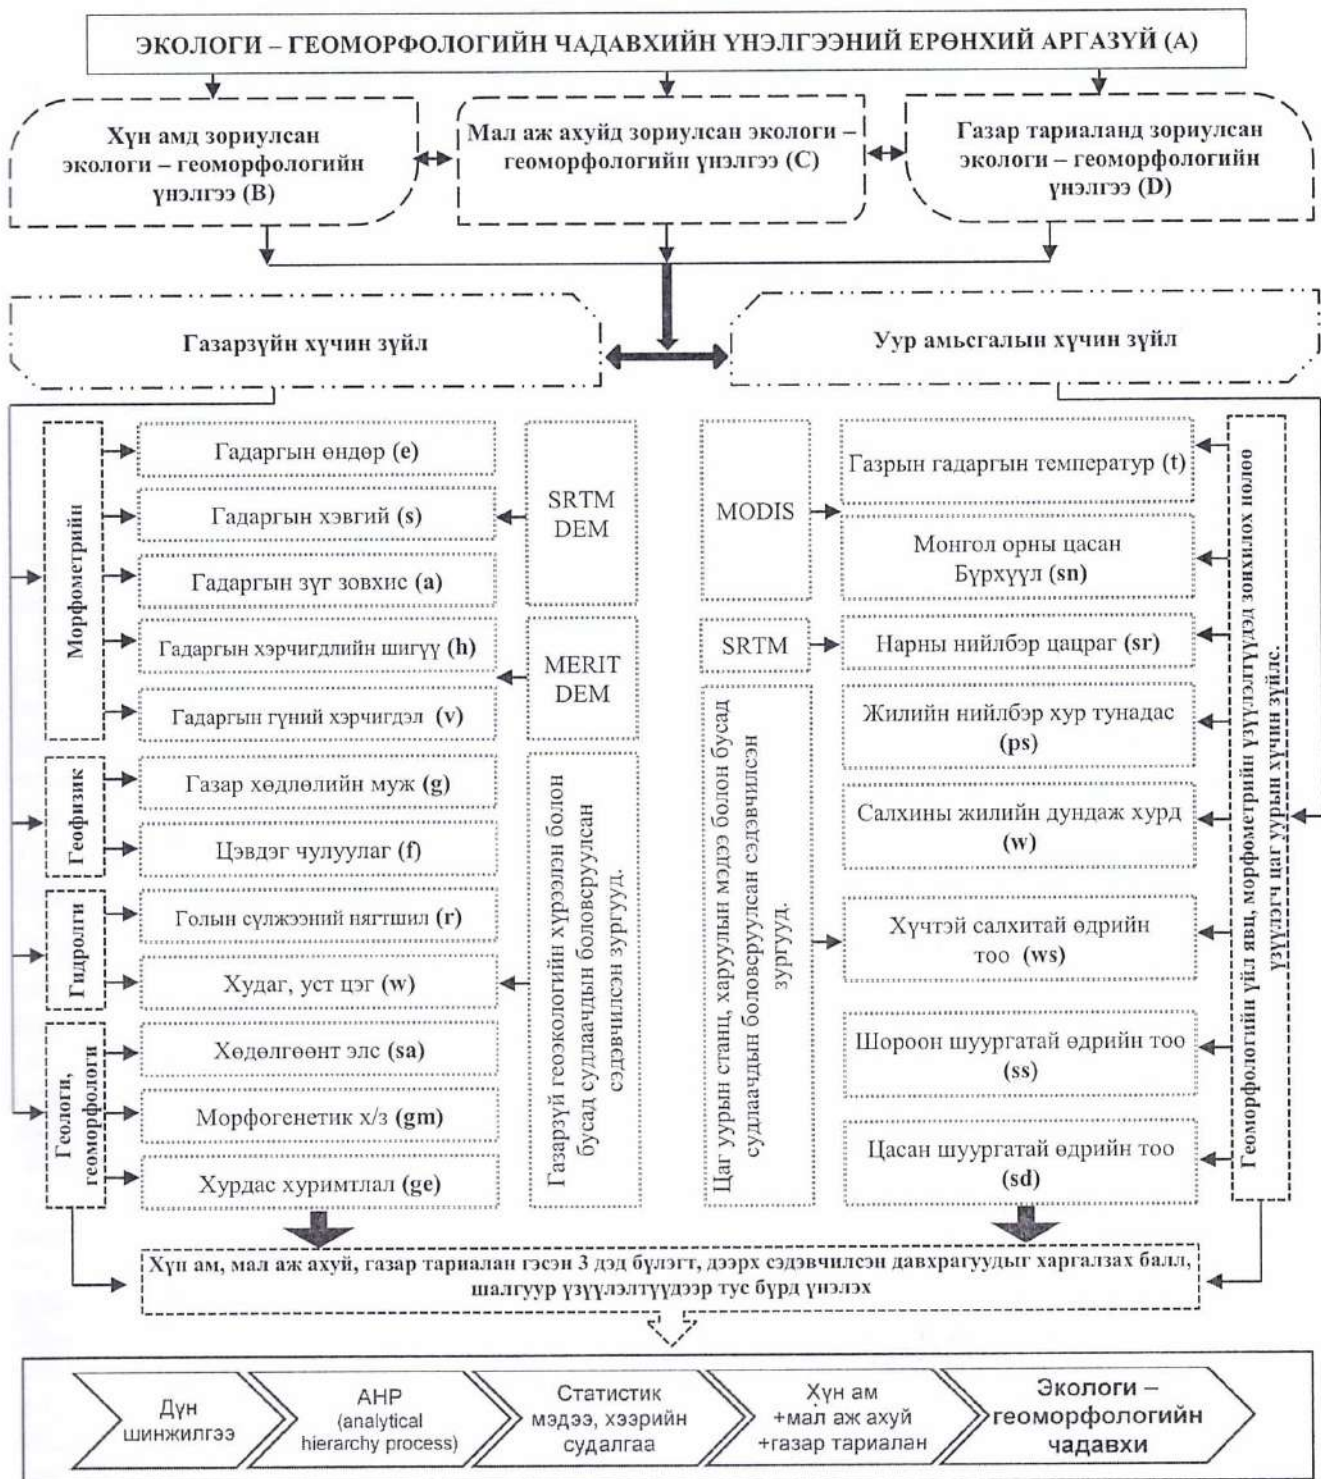 ЭКОЛОГИ – ГЕОМОРФОЛОГИЙН ЧАДАВХИЙН ҮНЭЛГЭЭНИЙ ЕРӨНХИЙ АРГАЗҮЙ (A)
Хүн амд зориулсан
экологи – геоморфологийн
үнэлгээ (B)
Мал аж ахуйд зориулсан экологи –
геоморфологийн үнэлгээ (C)
Газар тариаланд зориулсан
экологи – геоморфологийн
үнэлгээ (D)
Газарзүйн хүчин зүйл
Уур амьсгалын хүчин зүйл
Морфометрийн
Гадаргын өндөр (e)
Гадаргын хэвгий (s)
Гадаргын зүг зовхис (a)
Гадаргын хэрчигдлийн шигүү (h)
Гадаргын гүний хэрчигдэл (v)
Геофизик
Газар хөдлөлийн муж (g)
Цэвдэг чулуулаг (f)
Гидрологи
Голын сүлжээний нягтшил (r)
Худаг, уст цэг (w)
Геологи,
геоморфологи
Хөдөлгөөнт элс (sa)
Морфогенетик х/з (gm)
Хурдас хуримтлал (ge)
SRTM
DEM
MERIT
DEM
Газарзүй геоэкологийн хүрээлэн болон
бусад судлаачдын боловсруулсан
сэдэвчилсэн зургууд.
MODIS
SRTM
Цаг уурын станц, харуулын мэдээ болон бусад
судлаачдын боловсруулсан сэдэвчилсэн
зургууд.
Газрын гадаргын температур (t)
Монгол орны цасан
Бүрхүүл (sn)
Нарны нийлбэр цацраг (sr)
Жилийн нийлбэр хур тунадас
(ps)
Салхины жилийн дундаж хурд
(w)
Хүчтэй салхитай өдрийн
тоо (ws)
Шороон шуургатай өдрийн тоо
(ss)
Цасан шуургатай өдрийн тоо
(sd)
Геоморфологийн үйл явц, морфометрийн үзүүлэлтүүдэд зонхилох нөлөө
үзүүлэгч цаг уурын хүчин зүйлс.
Хүн ам, мал аж ахуй, газар тариалан гэсэн 3 дэд бүлэгт, дээрх сэдэвчилсэн давхрагуудыг харгалзах балл,
шалгуур үзүүлэлтүүдээр тус бүрд үнэлэх
Дүн
шинжилгээ
AHP
(analytical
hierarchy process)
Статистик
мэдээ, хээрийн
судалгаа
Хүн ам
+мал аж ахуй
+газар тариалан
Экологи –
геоморфологийн
чадавхи